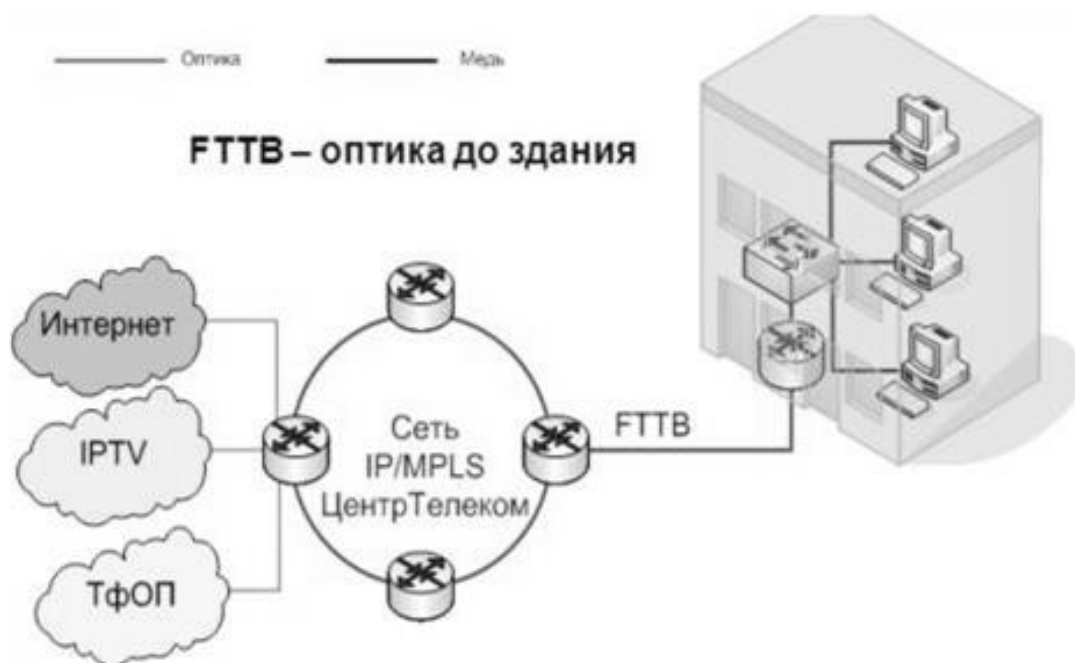 Оптика
Медь
FTTB – оптика до здания
Интернет
IPTV
ТфОП
Сеть
IP/MPLS
ЦентрТелеком
FTTB